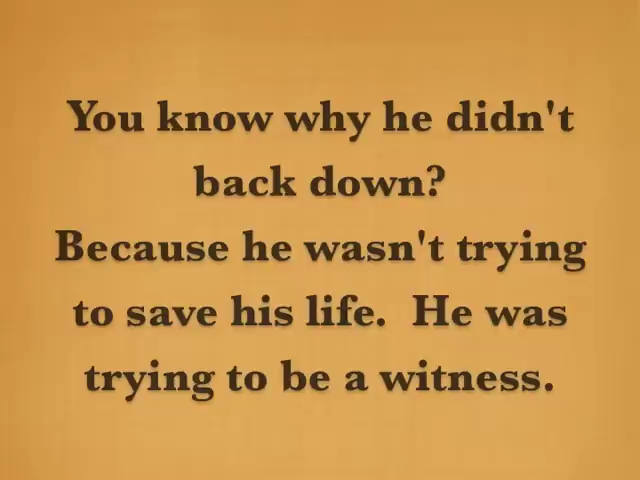 You know why he didn't
back down?
Because he wasn't trying
to save his life.  He was
trying to be a witness.